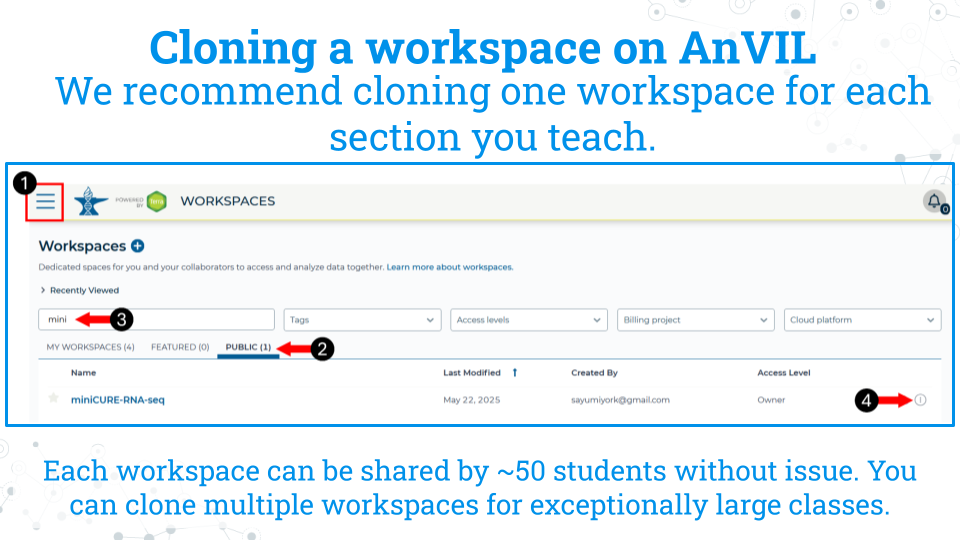 Cloning a workspace on AnVIL
We recommend cloning one workspace for each
section you teach.
1
POWERED BY Terra WORKSPACES
0
Workspaces
Dedicated spaces for you and your collaborators to access and analyze data together. Learn more about workspaces.
Recently Viewed
mini 3 Tags Access levels Billing project Cloud platform
MY WORKSPACES (4) FEATURED (0) PUBLIC (1) 2
Name Last Modified Created By Access Level
miniCURE-RNA-seq May 22, 2025 sayumiyork@gmail.com Owner 4
Each workspace can be shared by ~50 students without issue. You
can clone multiple workspaces for exceptionally large classes.